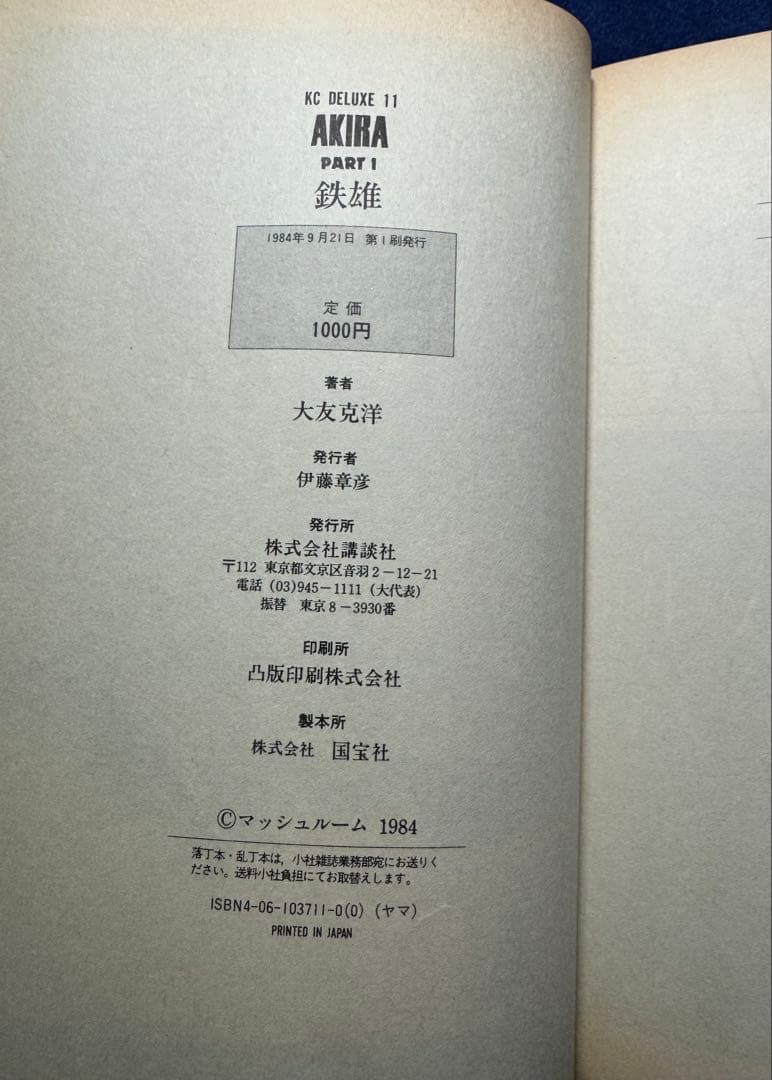 KC DELUXE 11
AKIRA
PART 1
鉄雄
1984年9月21日 第1刷発行
定価
1000円
著者
大友克洋
発行者
伊藤章彦
発行所
株式会社講談社
〒112 東京都文京区音羽2-12-21
電話 (03)945-1111 (大代表)
振替 東京8-3930番
印刷所
凸版印刷株式会社
製本所
株式会社 国宝社
©マッシュルーム 1984
落丁本・乱丁本は,小社雑誌業務部宛にお送りく
ださい。送料小社負担にてお取替えします。
ISBN4-06-103711-0(0) (ヤマ)
PRINTED IN JAPAN